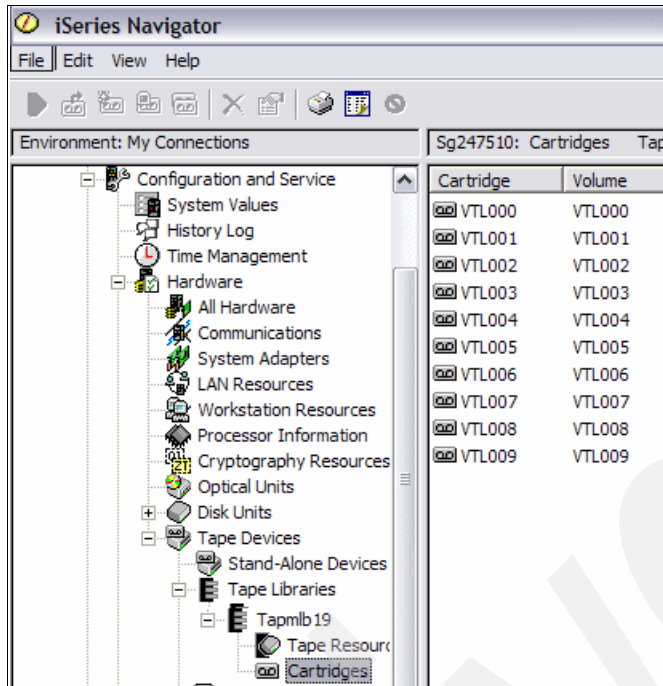 iSeries Navigator
File Edit View Help
Environment: My Connections
Sg247510: Cartridges Tap
Configuration and Service
System Values
History Log
Time Management
Hardware
All Hardware
Communications
System Adapters
LAN Resources
Workstation Resources
Processor Information
Cryptography Resources
Optical Units
Disk Units
Tape Devices
Stand-Alone Devices
Tape Libraries
Tapmlb19
Tape Resourc
Cartridges
Cartridge Volume
VTL000 VTL000
VTL001 VTL001
VTL002 VTL002
VTL003 VTL003
VTL004 VTL004
VTL005 VTL005
VTL006 VTL006
VTL007 VTL007
VTL008 VTL008
VTL009 VTL009